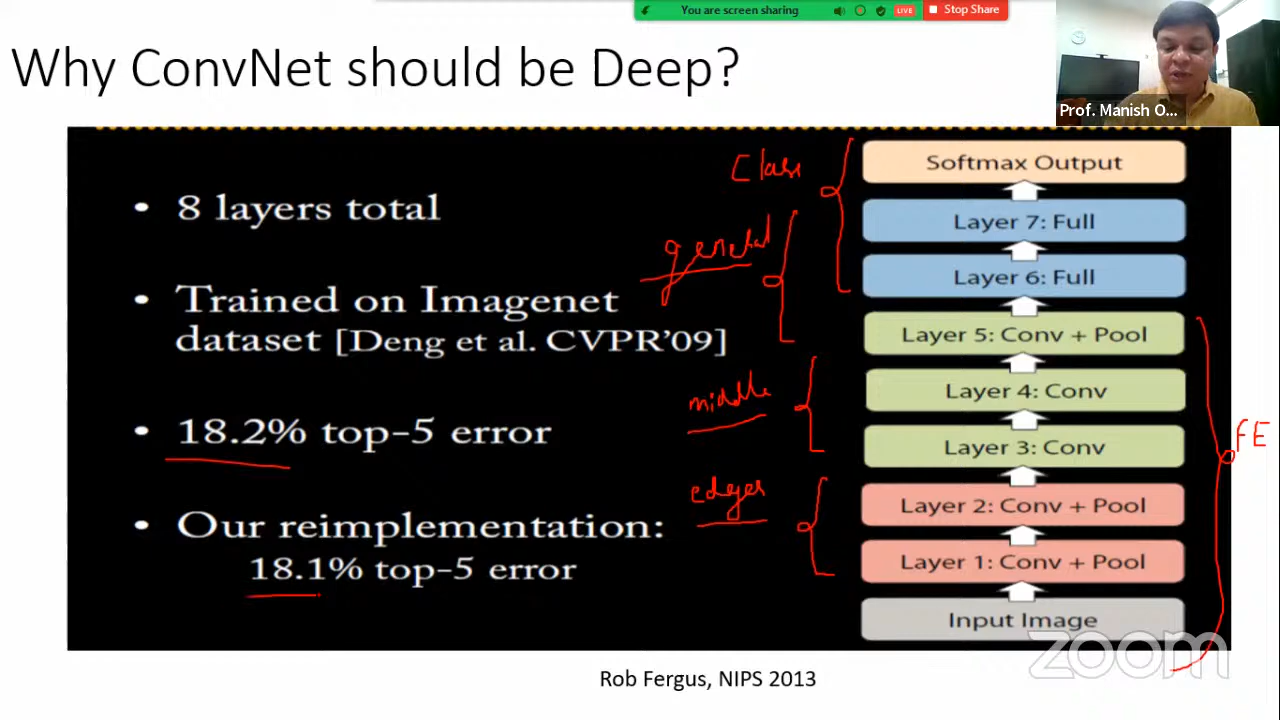 You are screen sharing
LIVE
Stop Share
Why ConvNet should be Deep?
Prof. Manish O...
• 8 layers total
• Trained on Imagenet
dataset [Deng et al. CVPR'09]
• 18.2% top-5 error
• Our reimplementation:
18.1% top-5 error
Class
general
middle
edges
Softmax Output
Layer 7: Full
Layer 6: Full
Layer 5: Conv + Pool
Layer 4: Conv
Layer 3: Conv
Layer 2: Conv + Pool
Layer 1: Conv + Pool
Input Image
FE
zoom
Rob Fergus, NIPS 2013